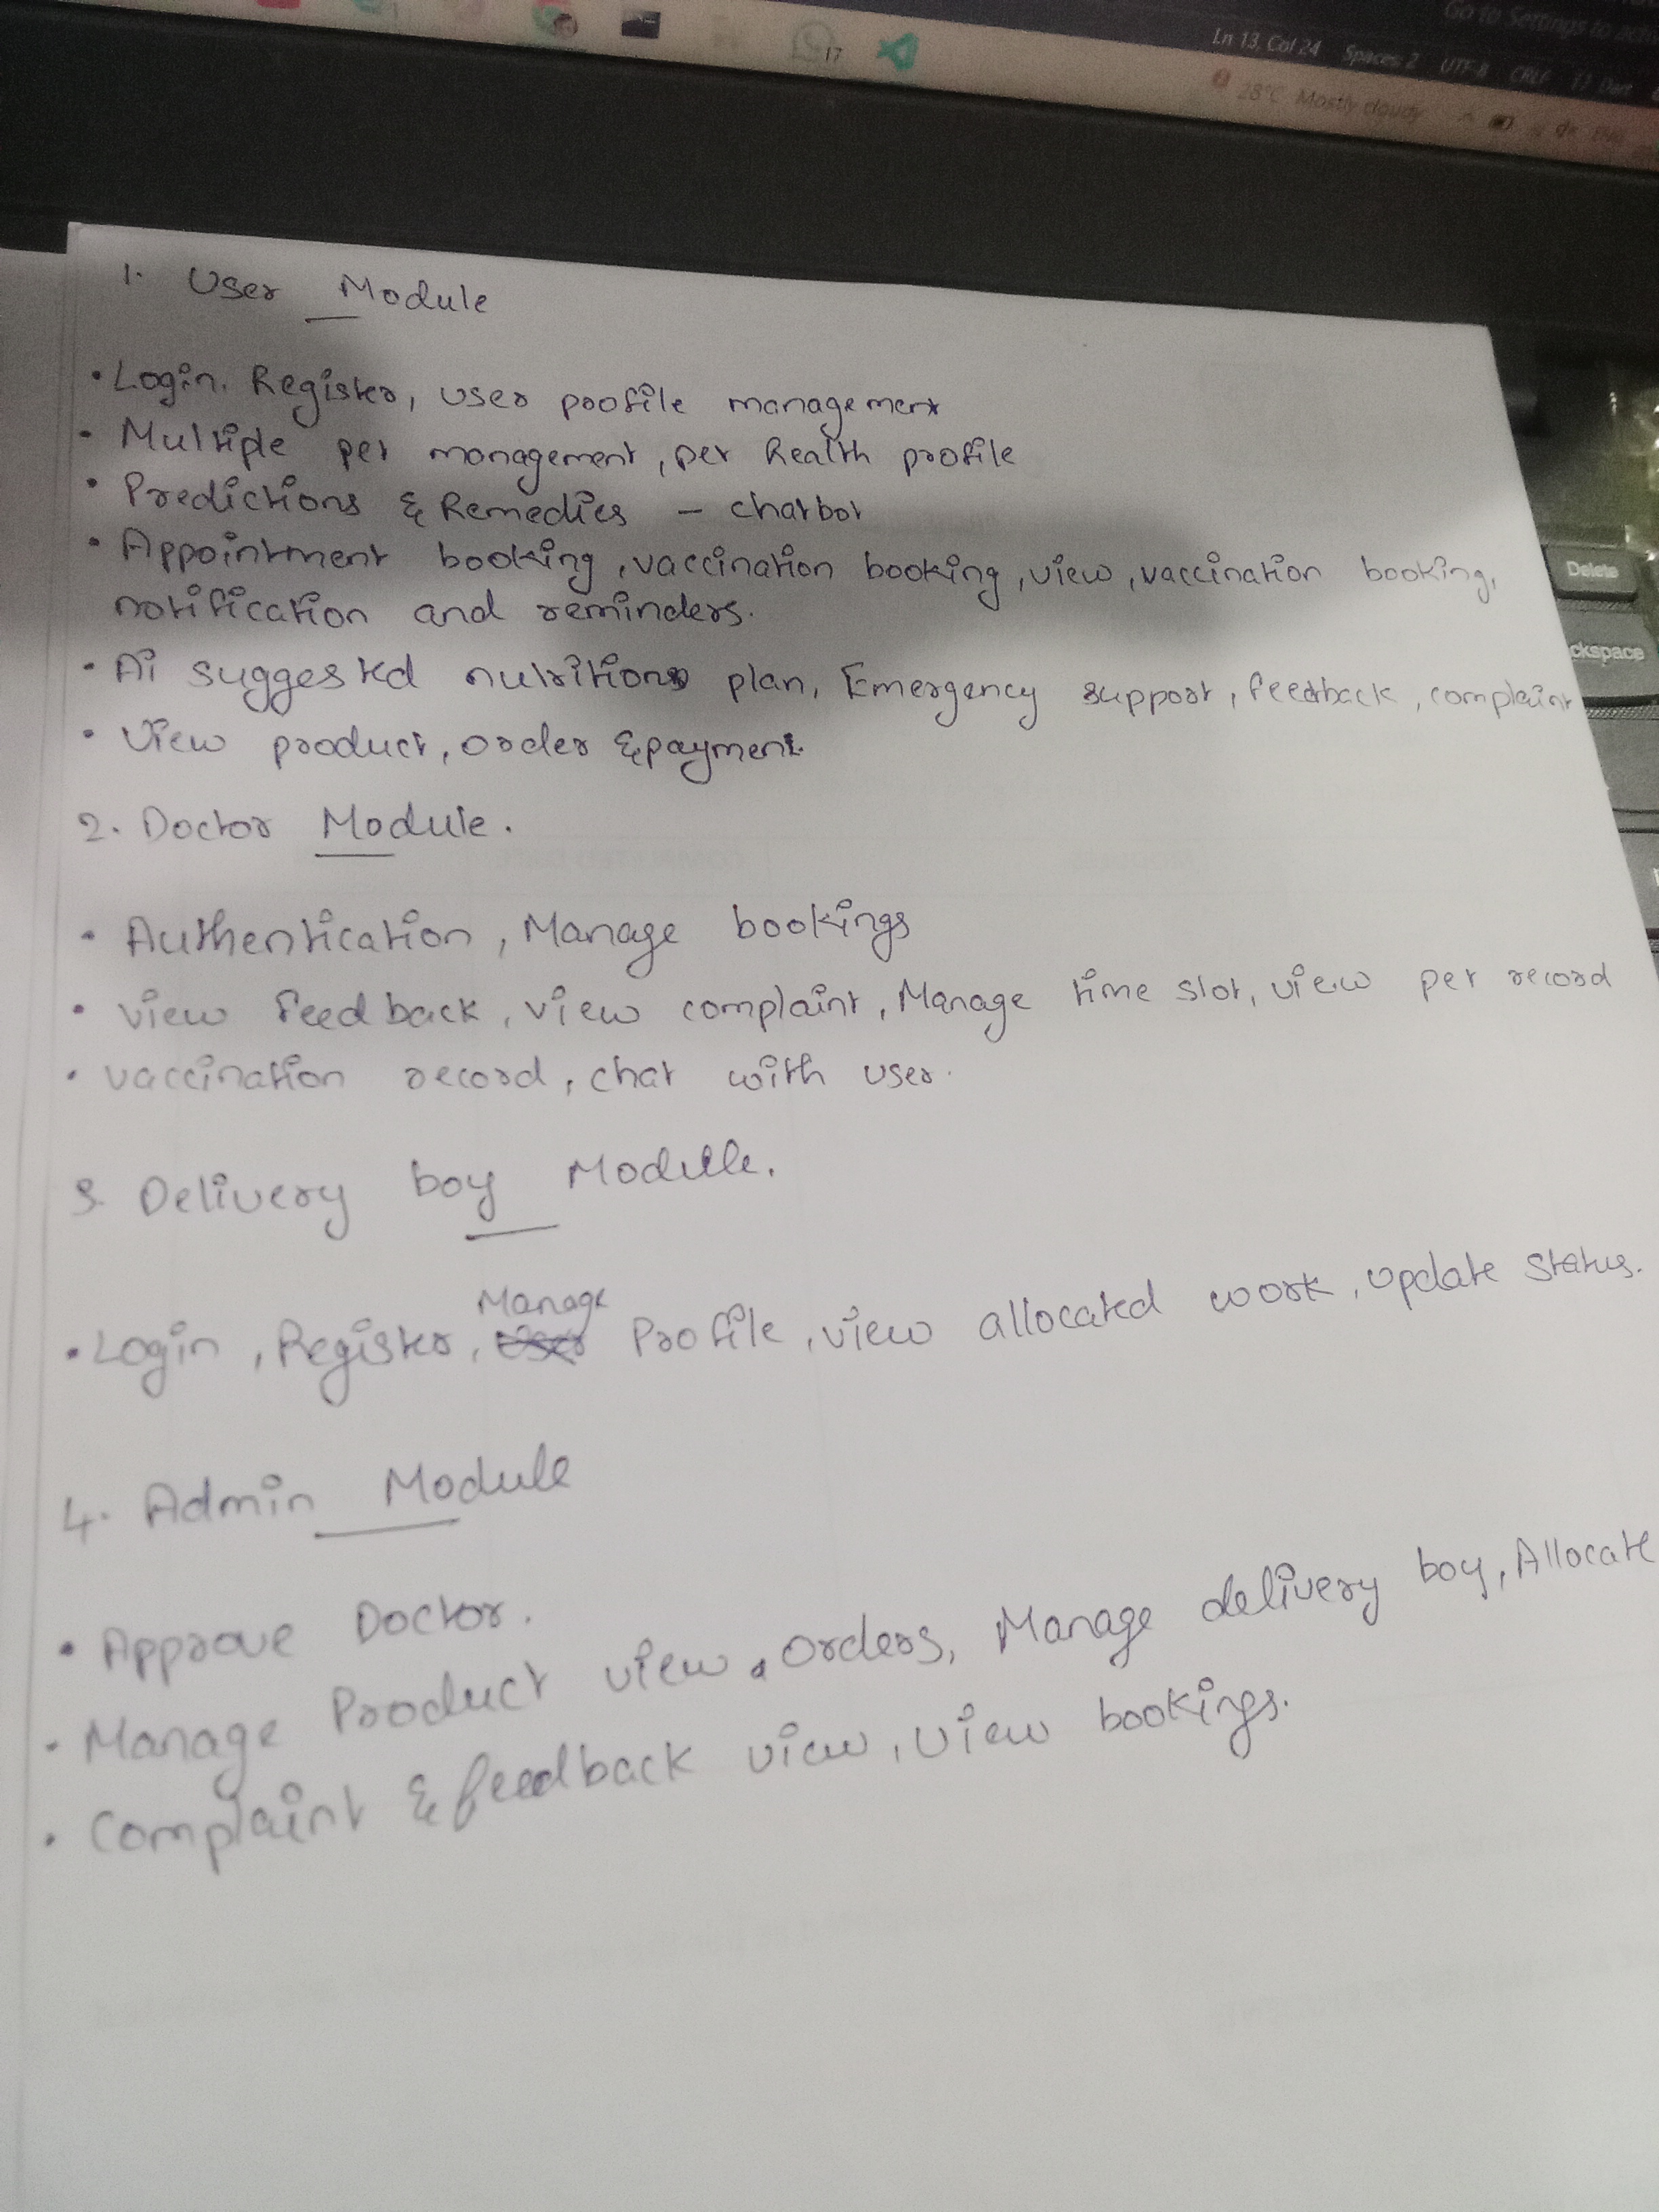 Go to Settings to acti
Ln 13, Col 24 Spaces: 2 UTF-8 CRLF {} Dart
17
28°C Mostly cloudy
1. User Module
• Login. Register, user profile management
• Multiple pet management, pet health profile
• Predictions & Remedies – chatbot
• Appointment booking, vaccination booking, view, vaccination booking,
notification and reminders.
• Ai suggested nutritions plan, Emergency support, feedback, complaint
• View product, order & payment.
2. Doctor Module.
• Authentication, Manage bookings
• view feedback, view complaint, Manage time slot, view pet record
• vaccination record, chat with user.
3. Delivery boy Module.
Manage
• Login, Register, Profile, view allocated work, update status.
4. Admin Module
• Approve Doctor.
• Manage Product view, orders, Manage delivery boy, Allocate
• Complaint & feedback view, view bookings.
Delete
ckspace